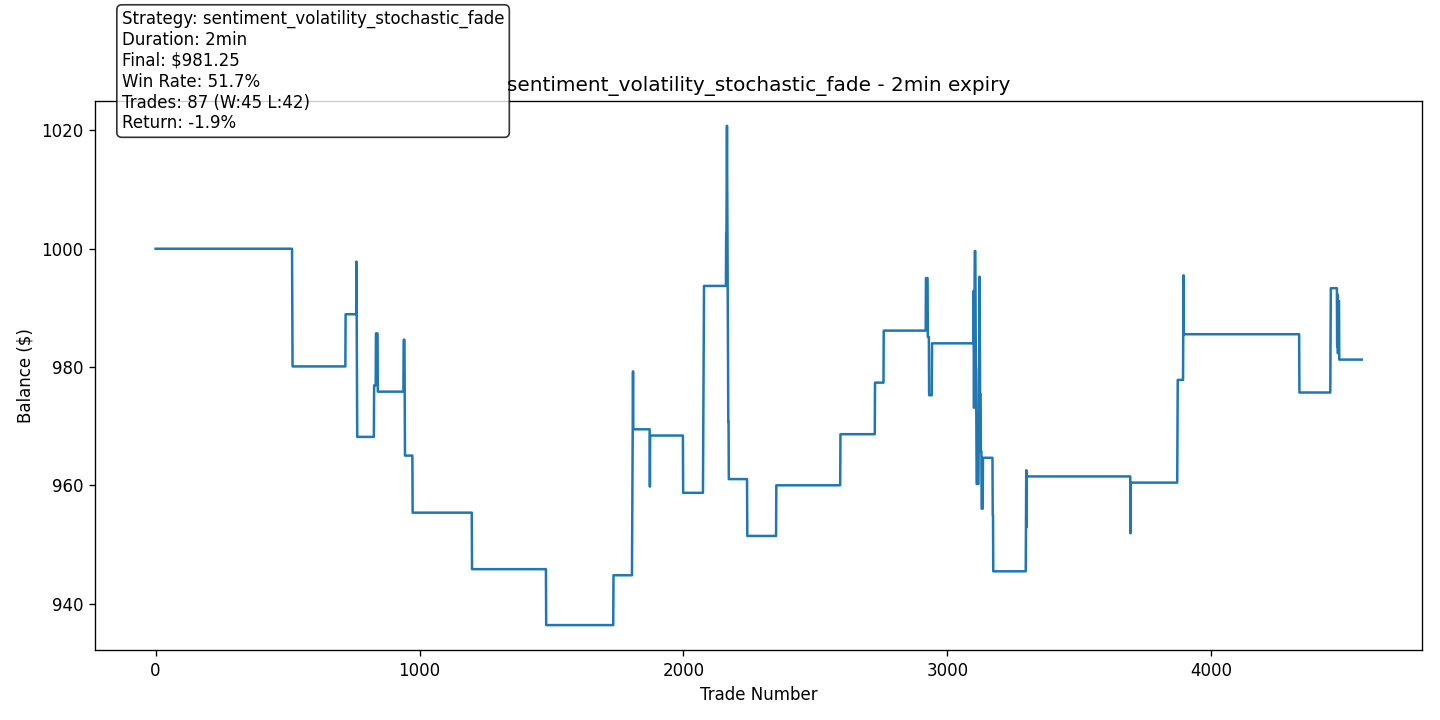 Strategy: sentiment_volatility_stochastic_fade
Duration: 2min
Final: $981.25
Win Rate: 51.7%
Trades: 87 (W:45 L:42)
Return: -1.9%
sentiment_volatility_stochastic_fade - 2min expiry
1020
1000
980
960
940
Balance ($)
0
1000
2000
3000
4000
Trade Number